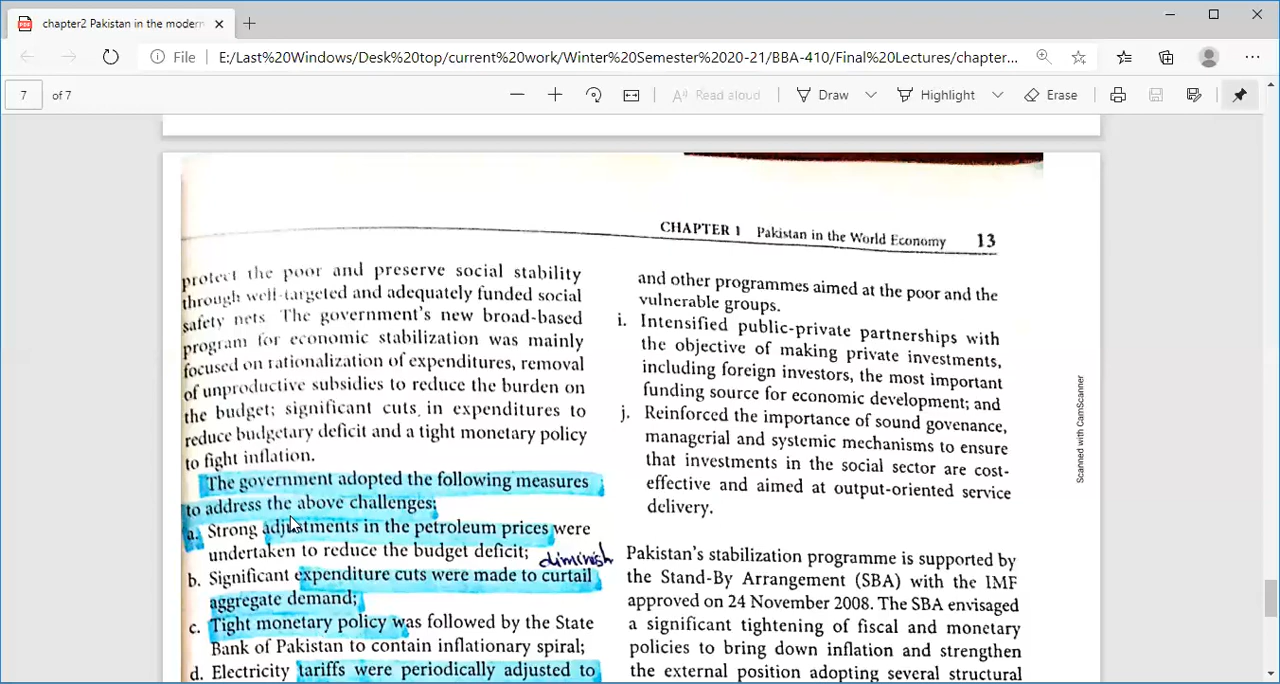 chapter2 Pakistan in the modern
File
E:/Last%20Windows/Desk%20top/current%20work/Winter%20Semester%202020-21/BBA-410/Final%20Lectures/chapter...
7 of 7
Read aloud
Draw
Highlight
Erase
CHAPTER 1 Pakistan in the World Economy 13
protect the poor and preserve social stability
through well-targeted and adequately funded social
safety nets. The government's new broad-based
program for economic stabilization was mainly
focused on rationalization of expenditures, removal
of unproductive subsidies to reduce the burden on
the budget; significant cuts in expenditures to
reduce budgetary deficit and a tight monetary policy
to fight inflation.
The government adopted the following measures
to address the above challenges;
a. Strong adjustments in the petroleum prices were
undertaken to reduce the budget deficit;
diminish
b. Significant expenditure cuts were made to curtail
aggregate demand;
c. Tight monetary policy was followed by the State
Bank of Pakistan to contain inflationary spiral;
d. Electricity tariffs were periodically adjusted to
and other programmes aimed at the poor and the
vulnerable groups.
i. Intensified public-private partnerships with
the objective of making private investments,
including foreign investors, the most important
funding source for economic development; and
j. Reinforced the importance of sound govenance,
managerial and systemic mechanisms to ensure
that investments in the social sector are cost-
effective and aimed at output-oriented service
delivery.
Pakistan's stabilization programme is supported by
the Stand-By Arrangement (SBA) with the IMF
approved on 24 November 2008. The SBA envisaged
a significant tightening of fiscal and monetary
policies to bring down inflation and strengthen
the external position adopting several structural
Scanned with CamScanner